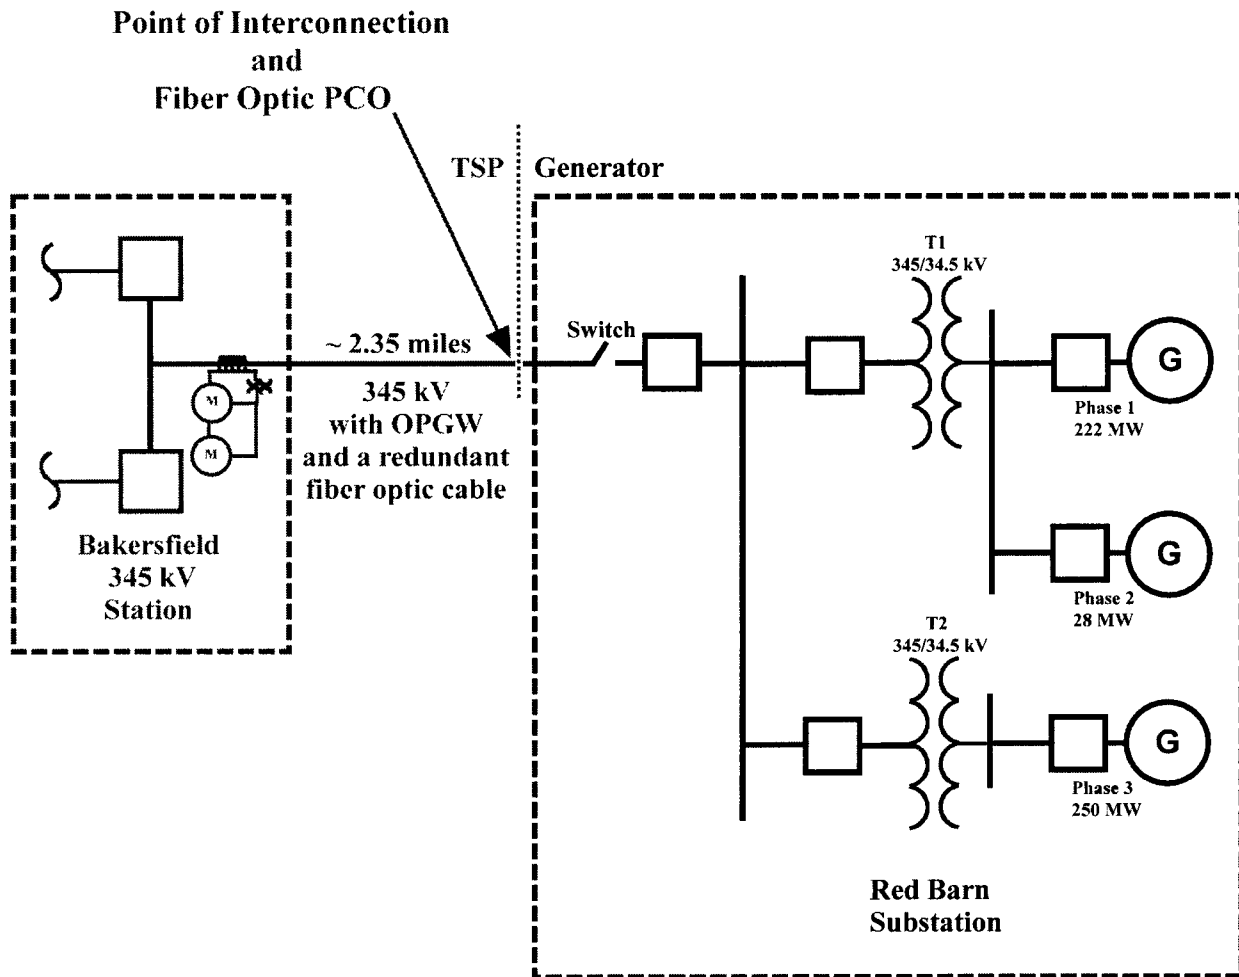 Point of Interconnection
and
Fiber Optic PCO
TSP
Generator
~ 2.35 miles
345 kV
with OPGW
and a redundant
fiber optic cable
M
M
Bakersfield
345 kV
Station
Switch
T1
345/34.5 kV
G
Phase 1
222 MW
G
Phase 2
28 MW
T2
345/34.5 kV
G
Phase 3
250 MW
Red Barn
Substation